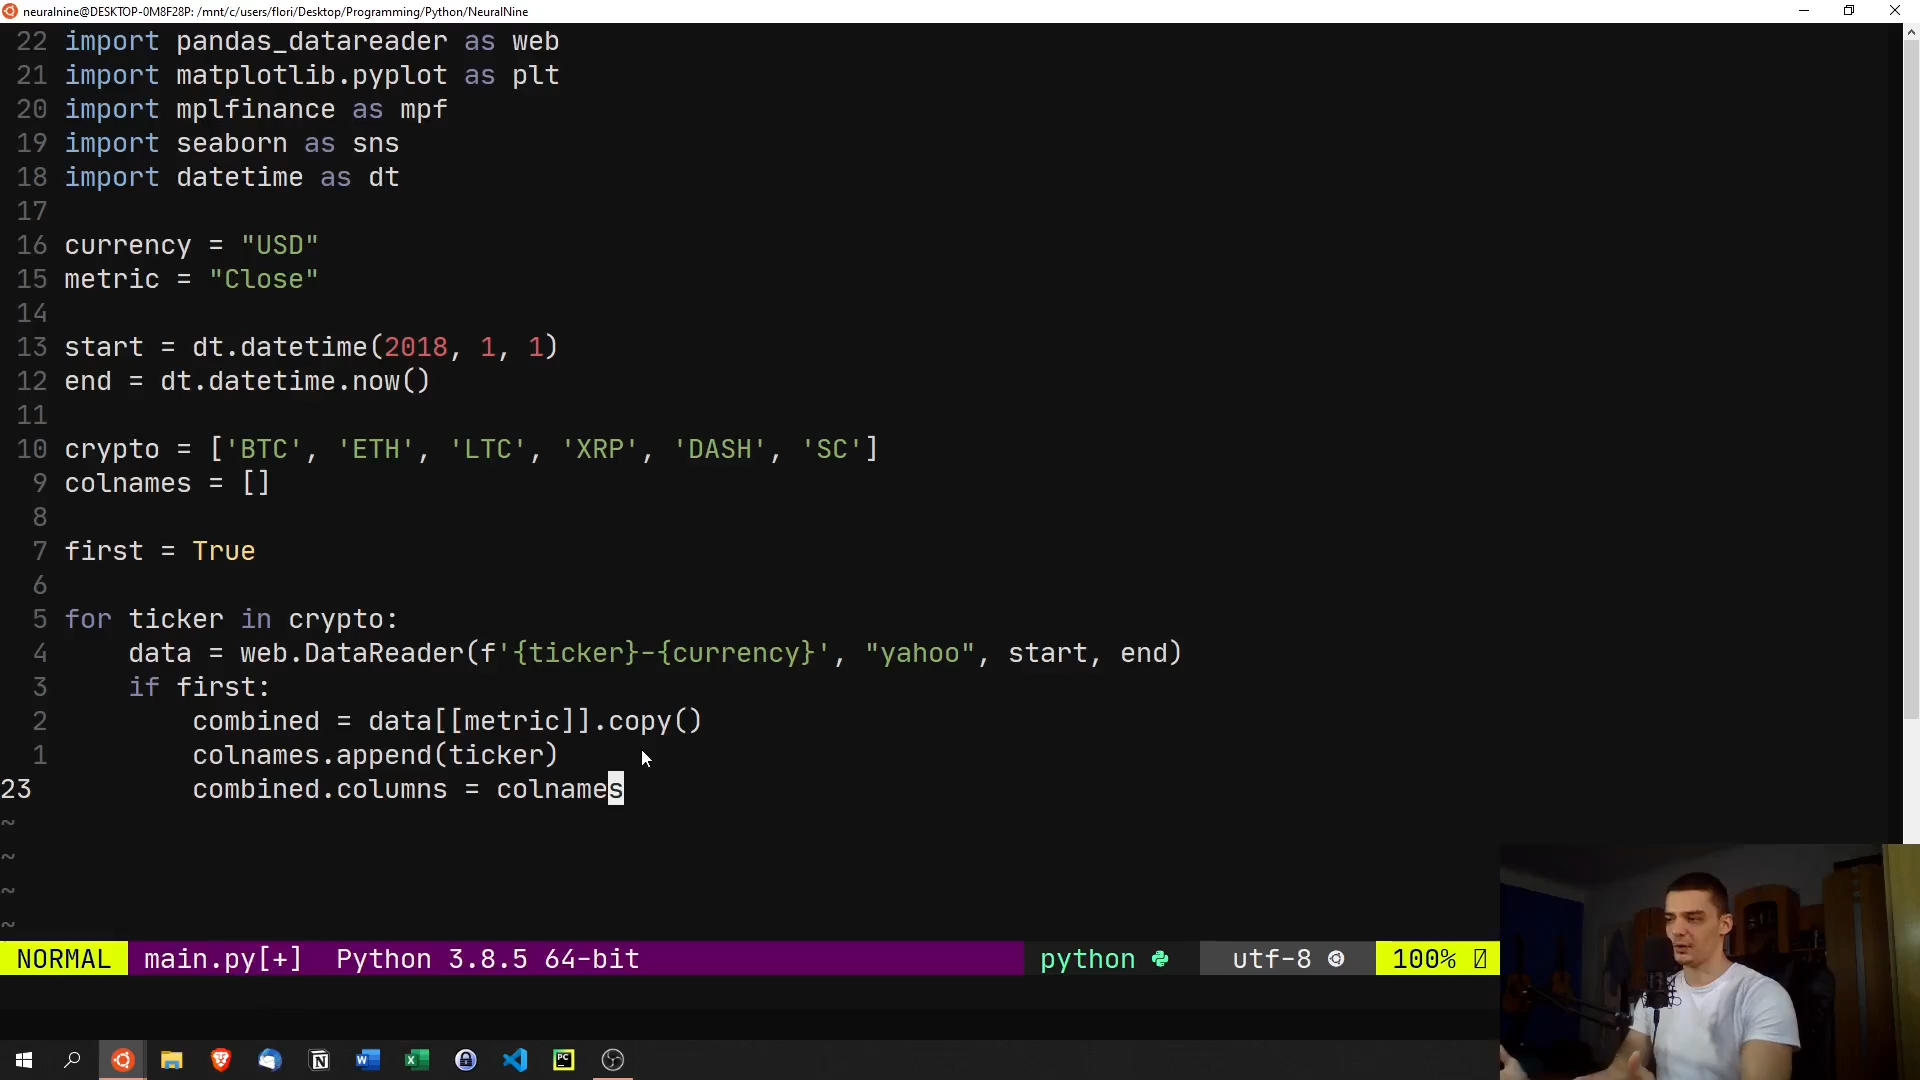 neuralnine@DESKTOP-0M8F28P: /mnt/c/users/flori/Desktop/Programming/Python/NeuralNine
22 import pandas_datareader as web
21 import matplotlib.pyplot as plt
20 import mplfinance as mpf
19 import seaborn as sns
18 import datetime as dt
17
16 currency = "USD"
15 metric = "Close"
14
13 start = dt.datetime(2018, 1, 1)
12 end = dt.datetime.now()
11
10 crypto = ['BTC', 'ETH', 'LTC', 'XRP', 'DASH', 'SC']
9 colnames = []
8
7 first = True
6
5 for ticker in crypto:
4     data = web.DataReader(f'{ticker}-{currency}', "yahoo", start, end)
3     if first:
2         combined = data[[metric]].copy()
1         colnames.append(ticker)
23         combined.columns = colnames
~
~
~
~
NORMAL main.py[+] Python 3.8.5 64-bit python utf-8 100%